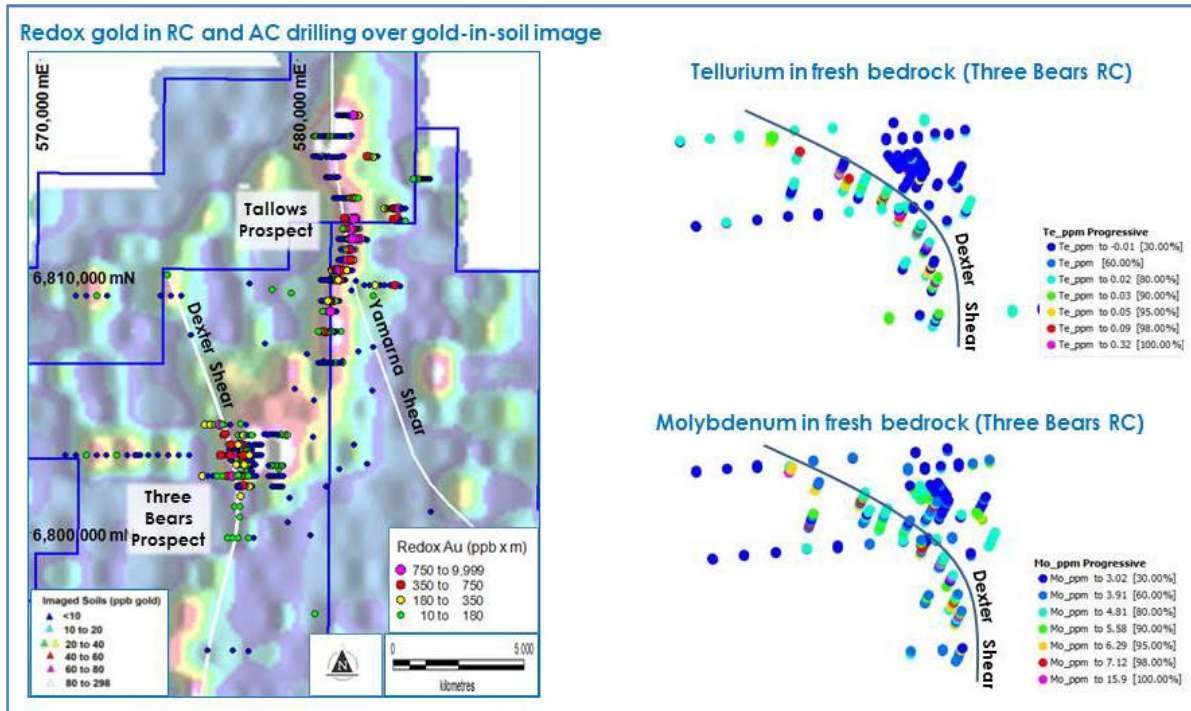 Redox gold in RC and AC drilling over gold-in-soil image
570,000 mE
580,000 mE
Tallows
Prospect
6,810,000 mN
Dexter Shear
Yamarna Shear
Three
Bears
Prospect
6,800,000
Redox Au (ppb x m)
750 to 9,999
350 to 750
180 to 350
10 to 180
Imaged Soils (ppb gold)
<10
10 to 20
20 to 40
40 to 60
60 to 80
80 to 298
N
0
5 000
kilometres
Tellurium in fresh bedrock (Three Bears RC)
Dexter Shear
Te_ppm Progressive
Te_ppm to -0.01 [30.00%]
Te_ppm [60.00%]
Te_ppm to 0.02 [80.00%]
Te_ppm to 0.03 [90.00%]
Te_ppm to 0.05 [95.00%]
Te_ppm to 0.09 [98.00%]
Te_ppm to 0.32 [100.00%]
Molybdenum in fresh bedrock (Three Bears RC)
Dexter Shear
Mo_ppm Progressive
Mo_ppm to 3.02 [30.00%]
Mo_ppm to 3.91 [60.00%]
Mo_ppm to 4.81 [80.00%]
Mo_ppm to 5.58 [90.00%]
Mo_ppm to 6.29 [95.00%]
Mo_ppm to 7.12 [98.00%]
Mo_ppm to 15.9 [100.00%]